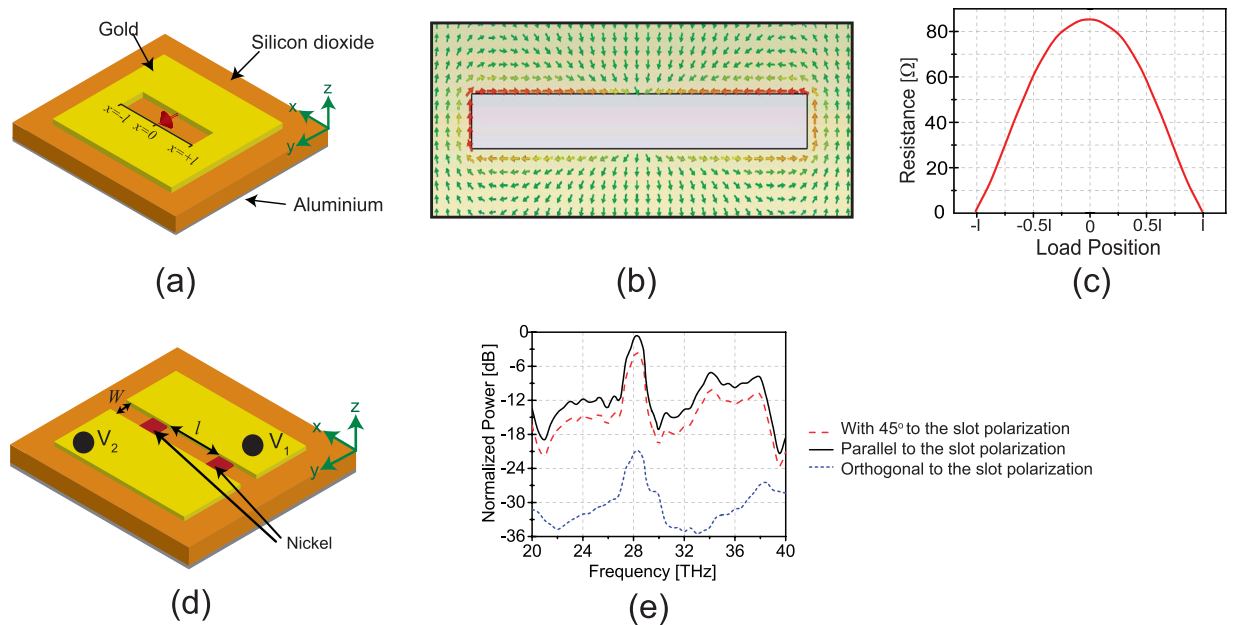 Gold
Silicon dioxide
x=-l
x=0
x=+l
x
y
z
Aluminium
(a)
(b)
Resistance [Ω]
80
60
40
20
0
-l
-0.5l
0
0.5l
l
Load Position
(c)
W
l
V2
V1
x
y
z
Nickel
(d)
Normalized Power [dB]
0
-6
-12
-18
-24
-30
-36
20
24
28
32
36
40
Frequency [THz]
With 45° to the slot polarization
Parallel to the slot polarization
Orthogonal to the slot polarization
(e)